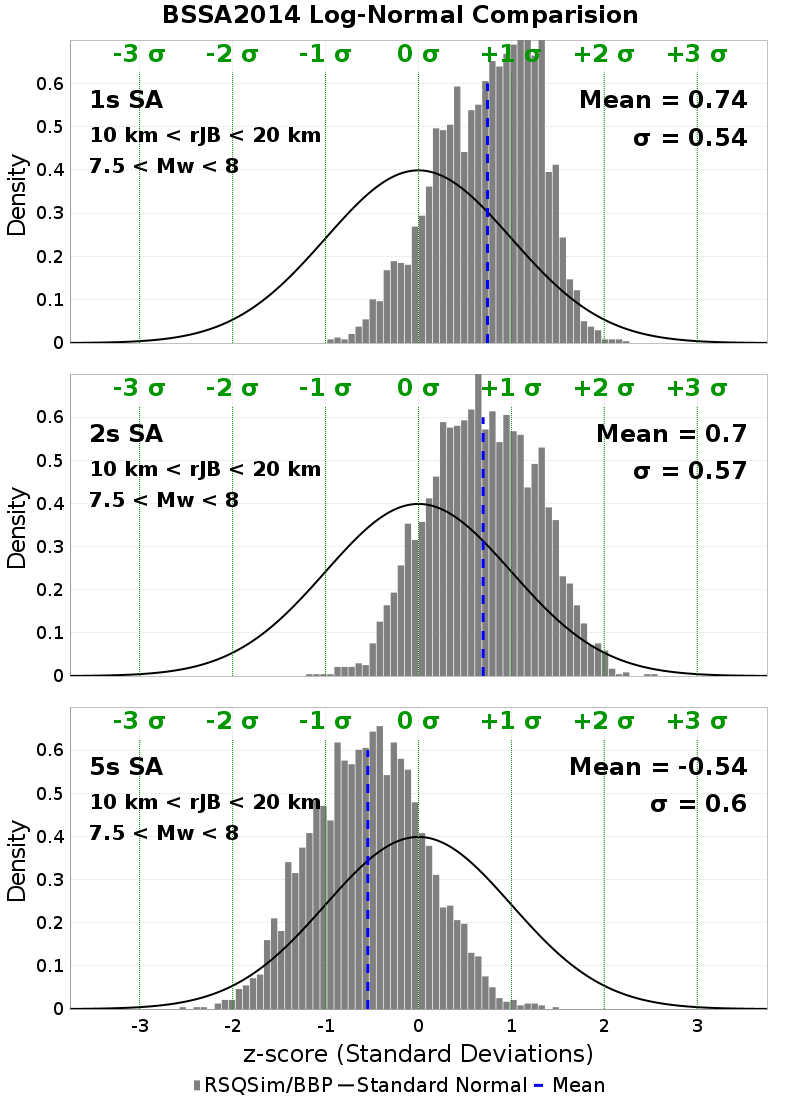 BSSA2014 Log-Normal Comparision
-3 σ -2 σ -1 σ 0 σ +1 σ +2 σ +3 σ
1s SA
10 km < rJB < 20 km
7.5 < Mw < 8
Mean = 0.74
σ = 0.54
Density
0.6
0.5
0.4
0.3
0.2
0.1
0
-3 σ -2 σ -1 σ 0 σ +1 σ +2 σ +3 σ
2s SA
10 km < rJB < 20 km
7.5 < Mw < 8
Mean = 0.7
σ = 0.57
Density
0.6
0.5
0.4
0.3
0.2
0.1
0
-3 σ -2 σ -1 σ 0 σ +1 σ +2 σ +3 σ
5s SA
10 km < rJB < 20 km
7.5 < Mw < 8
Mean = -0.54
σ = 0.6
Density
0.6
0.5
0.4
0.3
0.2
0.1
0
-3 -2 -1 0 1 2 3
z-score (Standard Deviations)
RSQSim/BBP Standard Normal Mean